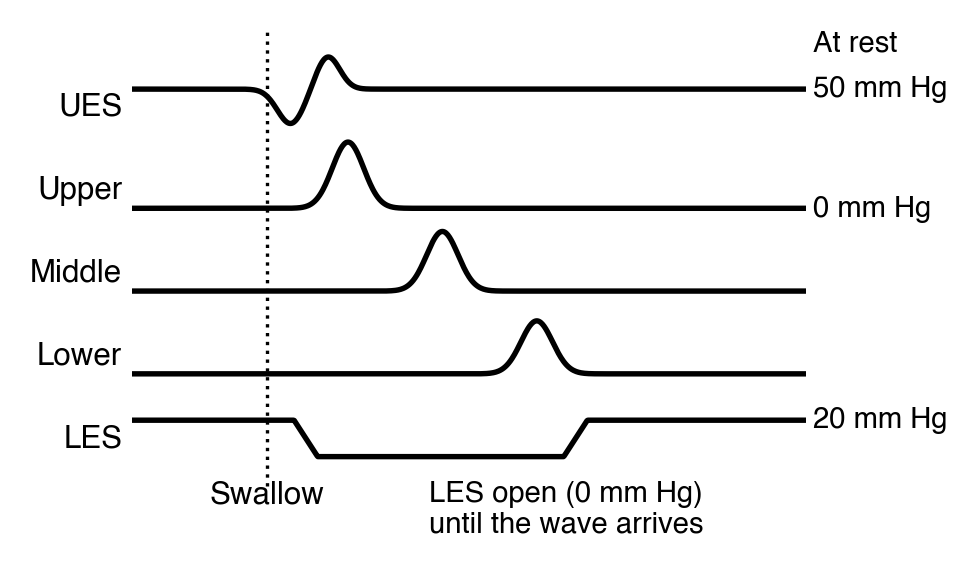 At rest
UES
50 mm Hg
Upper
0 mm Hg
Middle
Lower
LES
20 mm Hg
Swallow
LES open (0 mm Hg)
until the wave arrives